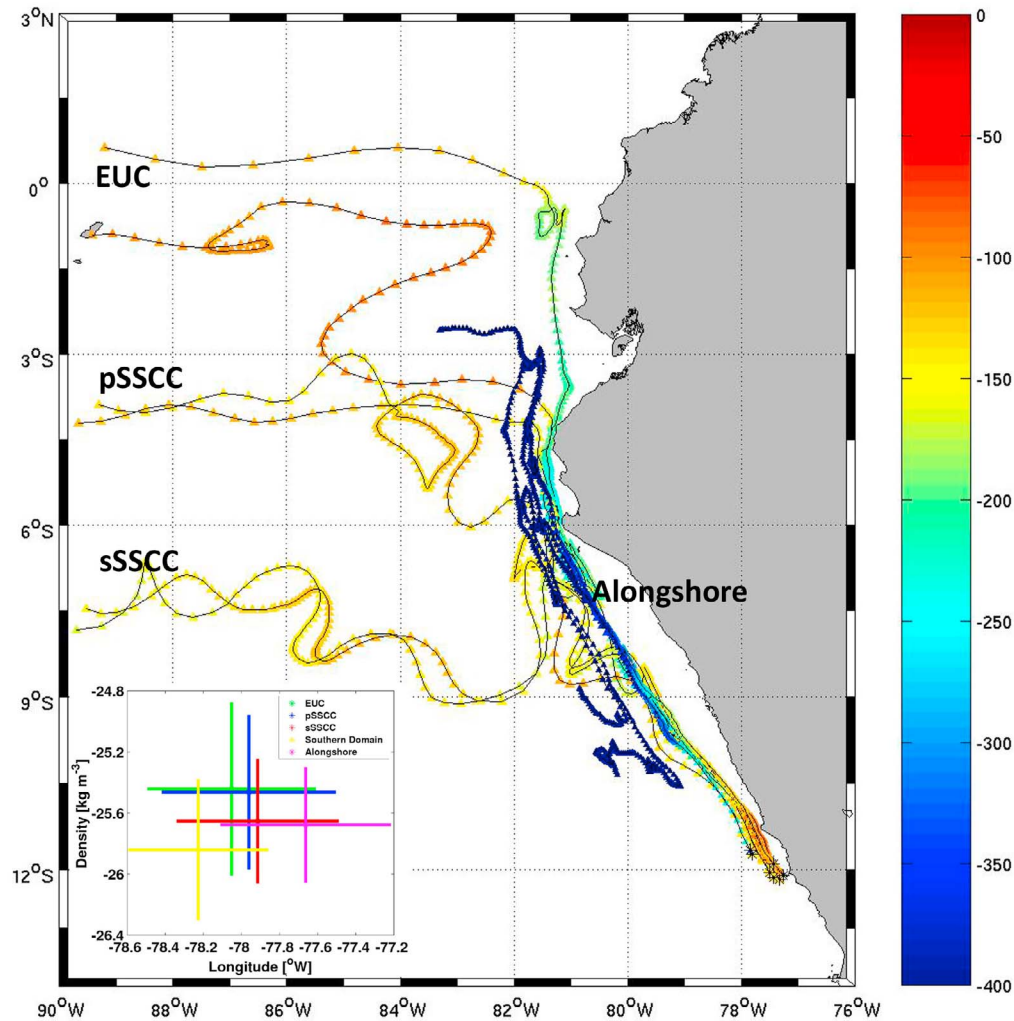 3°N
0°
3°S
6°S
9°S
12°S
90°W
88°W
86°W
84°W
82°W
80°W
78°W
76°W
EUC
pSSCC
sSSCC
Alongshore
0
-50
-100
-150
-200
-250
-300
-350
-400
-24.8
-25.2
-25.6
-26
-26.4
Density [kg m⁻³]
-78.6
-78.4
-78.2
-78
-77.8
-77.6
-77.4
-77.2
Longitude [°W]
EUC
pSSCC
sSSCC
Southern Domain
Alongshore